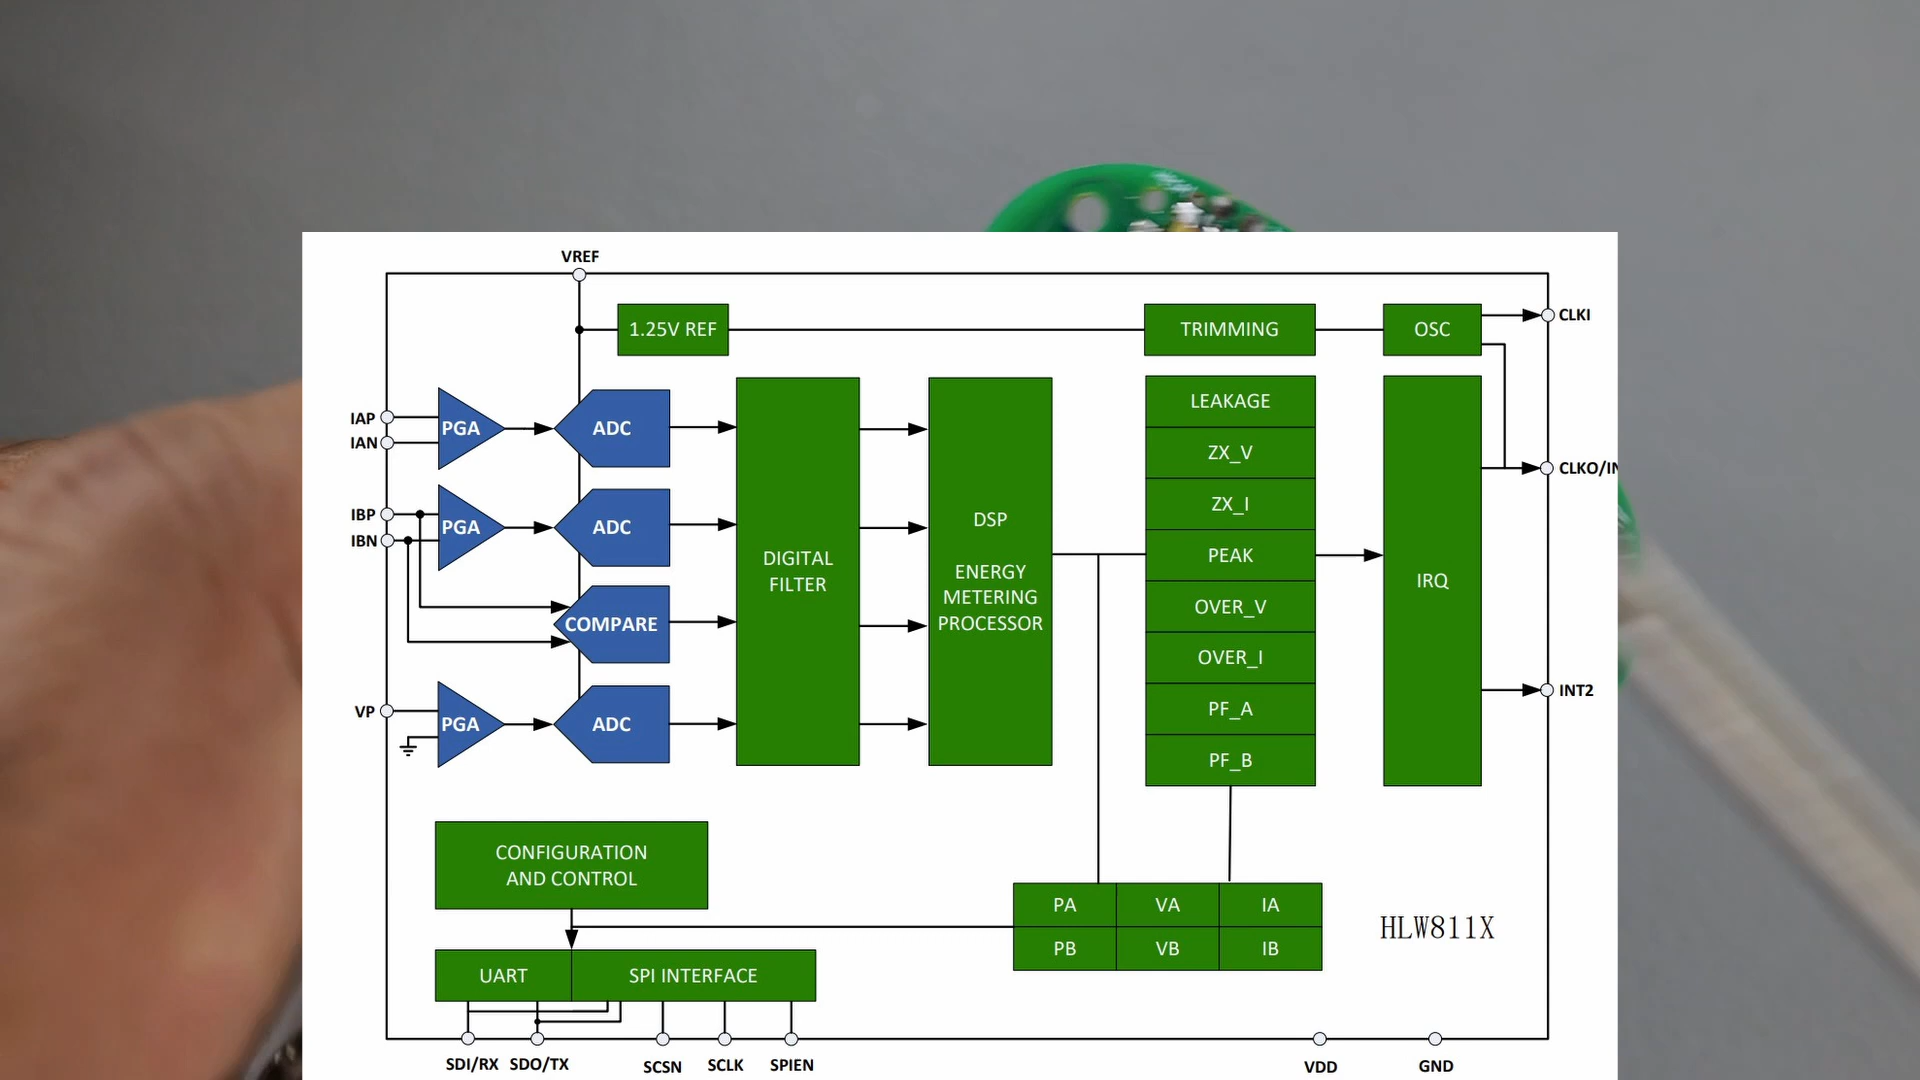 VREF
1.25V REF
TRIMMING
OSC
CLKI
IAP
IAN
PGA
ADC
LEAKAGE
ZX_V
ZX_I
PEAK
OVER_V
OVER_I
PF_A
PF_B
CLKO/IN
IBP
IBN
PGA
ADC
COMPARE
DIGITAL
FILTER
DSP
ENERGY
METERING
PROCESSOR
IRQ
INT2
VP
PGA
ADC
CONFIGURATION
AND CONTROL
PA VA IA
PB VB IB
HLW811X
UART
SPI INTERFACE
SDI/RX SDO/TX SCSN SCLK SPIEN VDD GND